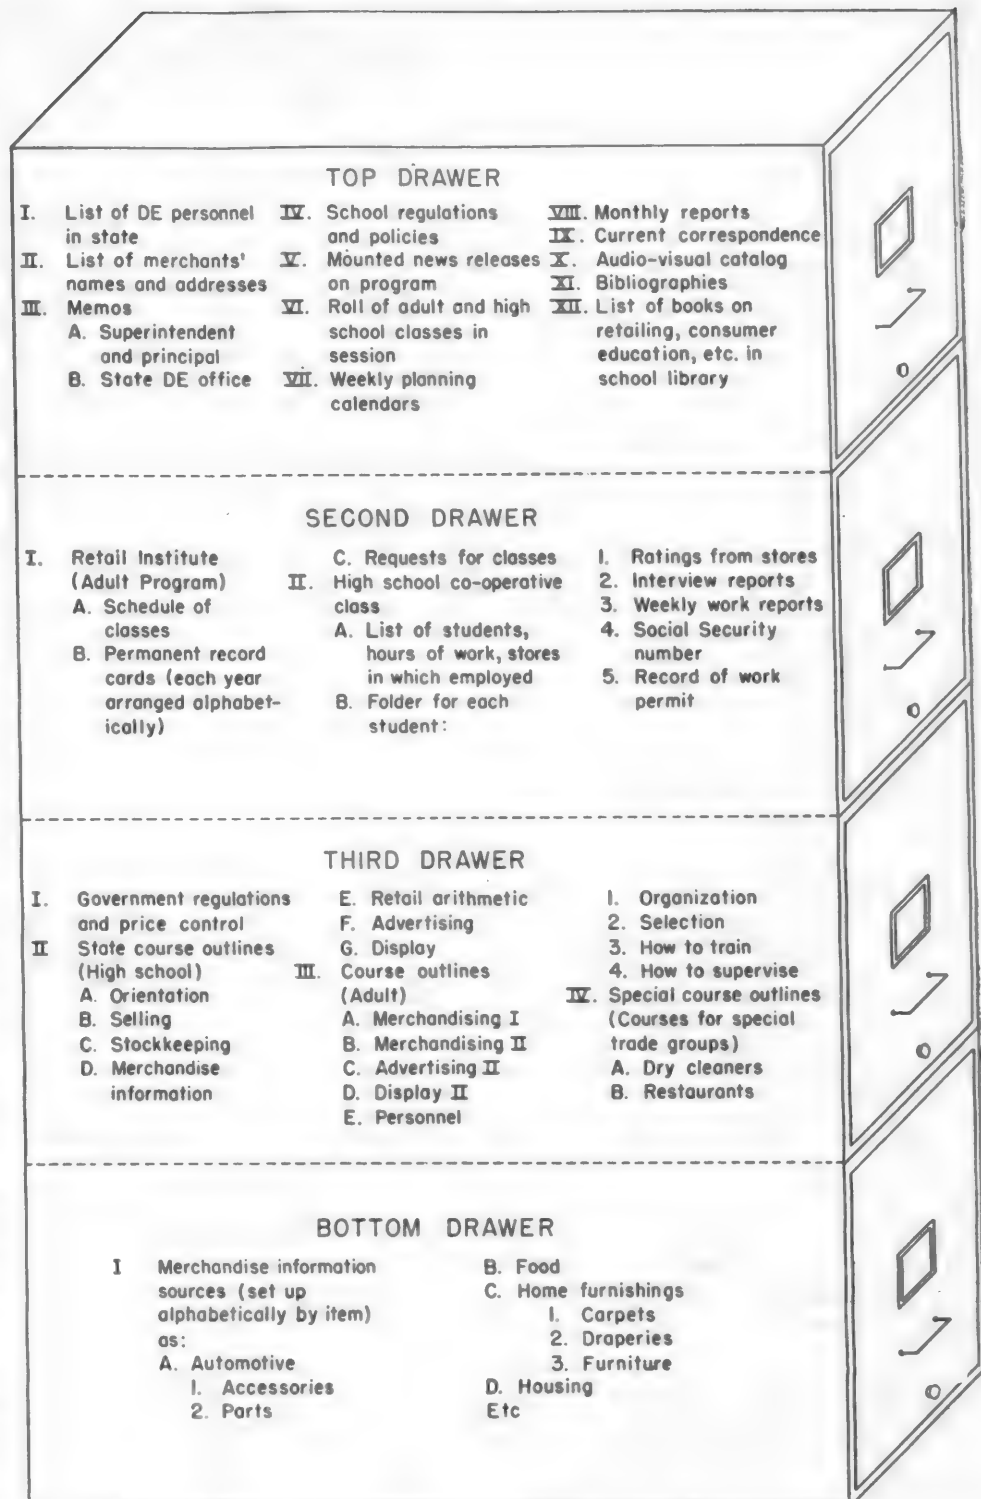 TOP DRAWER
I. List of DE personnel
in state
II. List of merchants'
names and addresses
III. Memos
A. Superintendent
and principal
B. State DE office
IV. School regulations
and policies
V. Mounted news releases
on program
VI. Roll of adult and high
school classes in
session
VII. Weekly planning
calendars
VIII. Monthly reports
IX. Current correspondence
X. Audio-visual catalog
XI. Bibliographies
XII. List of books on
retailing, consumer
education, etc. in
school library
SECOND DRAWER
I. Retail Institute
(Adult Program)
A. Schedule of
classes
B. Permanent record
cards (each year
arranged alphabet-
ically)
C. Requests for classes
II. High school co-operative
class
A. List of students,
hours of work, stores
in which employed
B. Folder for each
student:
1. Ratings from stores
2. Interview reports
3. Weekly work reports
4. Social Security
number
5. Record of work
permit
THIRD DRAWER
I. Government regulations
and price control
II State course outlines
(High school)
A. Orientation
B. Selling
C. Stockkeeping
D. Merchandise
information
E. Retail arithmetic
F. Advertising
G. Display
III. Course outlines
(Adult)
A. Merchandising I
B. Merchandising II
C. Advertising II
D. Display II
E. Personnel
1. Organization
2. Selection
3. How to train
4. How to supervise
IV. Special course outlines
(Courses for special
trade groups)
A. Dry cleaners
B. Restaurants
BOTTOM DRAWER
I Merchandise information
sources (set up
alphabetically by item)
as:
A. Automotive
1. Accessories
2. Parts
B. Food
C. Home furnishings
1. Carpets
2. Draperies
3. Furniture
D. Housing
Etc